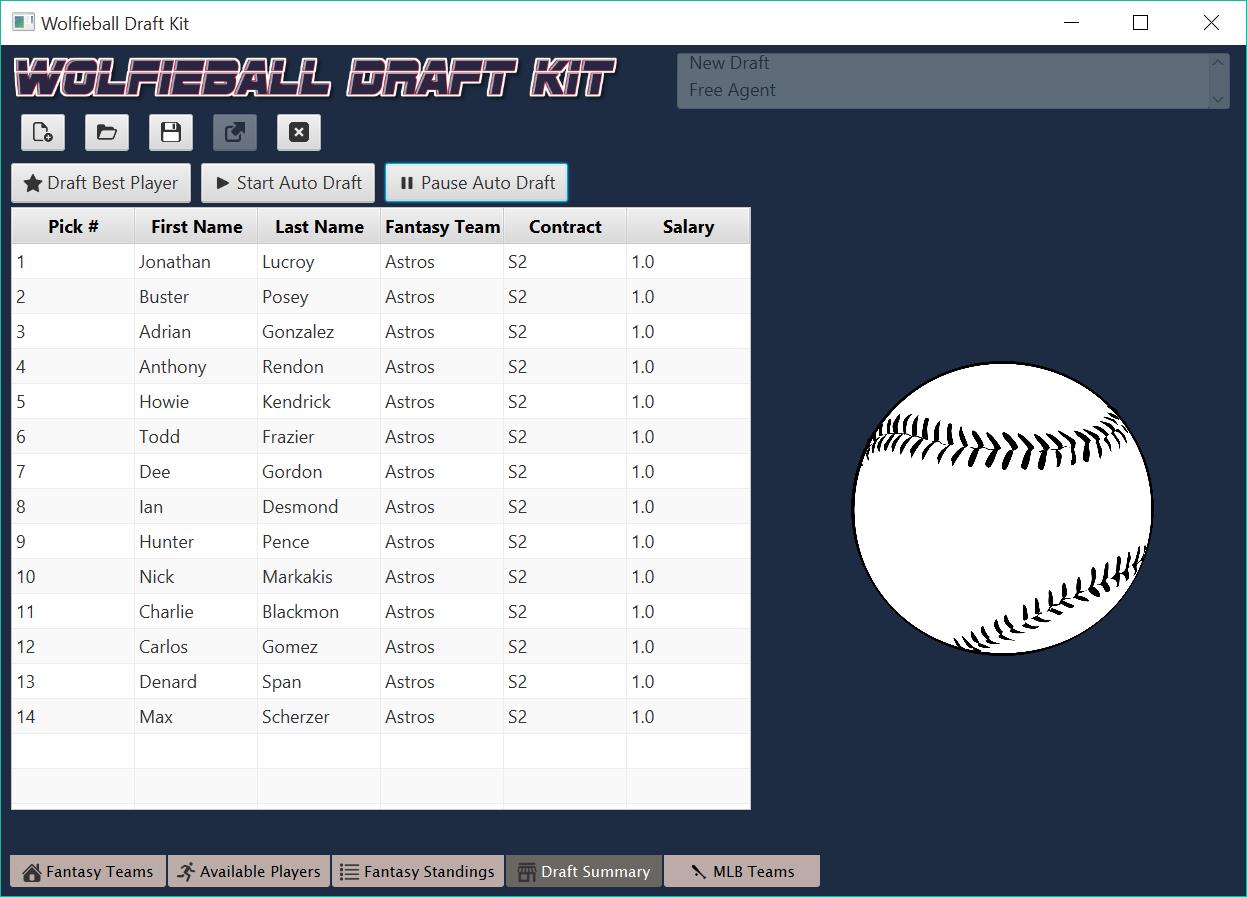 Wolfieball Draft Kit
WOLFIEBALL DRAFT KIT
New Draft
Free Agent
Draft Best Player Start Auto Draft Pause Auto Draft
Pick # First Name Last Name Fantasy Team Contract Salary
1 Jonathan Lucroy Astros S2 1.0
2 Buster Posey Astros S2 1.0
3 Adrian Gonzalez Astros S2 1.0
4 Anthony Rendon Astros S2 1.0
5 Howie Kendrick Astros S2 1.0
6 Todd Frazier Astros S2 1.0
7 Dee Gordon Astros S2 1.0
8 Ian Desmond Astros S2 1.0
9 Hunter Pence Astros S2 1.0
10 Nick Markakis Astros S2 1.0
11 Charlie Blackmon Astros S2 1.0
12 Carlos Gomez Astros S2 1.0
13 Denard Span Astros S2 1.0
14 Max Scherzer Astros S2 1.0
Fantasy Teams Available Players Fantasy Standings Draft Summary MLB Teams